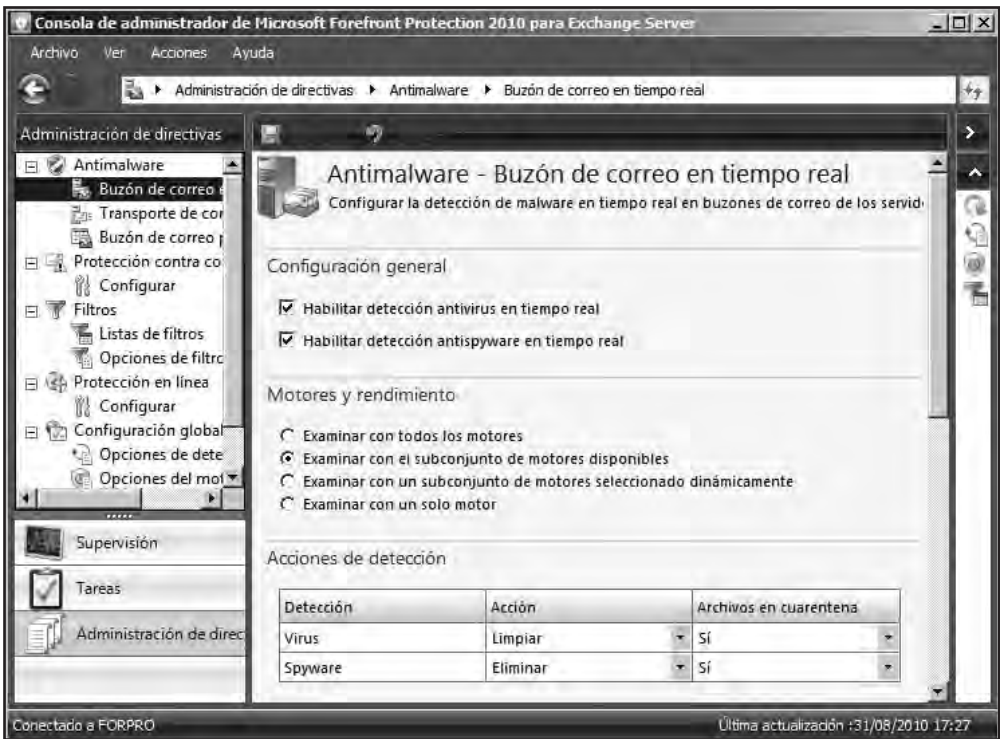 Consola de administrador de Microsoft Forefront Protection 2010 para Exchange Server
Archivo Ver Acciones Ayuda
Administración de directivas Antimalware Buzón de correo en tiempo real
Administración de directivas
Antimalware
Buzón de correo e
Transporte de cor
Buzón de correo p
Protección contra co
Configurar
Filtros
Listas de filtros
Opciones de filtro
Protección en línea
Configurar
Configuración global
Opciones de dete
Opciones del mot
Supervisión
Tareas
Administración de direc
Antimalware - Buzón de correo en tiempo real
Configurar la detección de malware en tiempo real en buzones de correo de los servid
Configuración general
Habilitar detección antivirus en tiempo real
Habilitar detección antispyware en tiempo real
Motores y rendimiento
Examinar con todos los motores
Examinar con el subconjunto de motores disponibles
Examinar con un subconjunto de motores seleccionado dinámicamente
Examinar con un solo motor
Acciones de detección
Detección Acción Archivos en cuarentena
Virus Limpiar Sí
Spyware Eliminar Sí
Conectado a FORPRO
Última actualización :31/08/2010 17:27